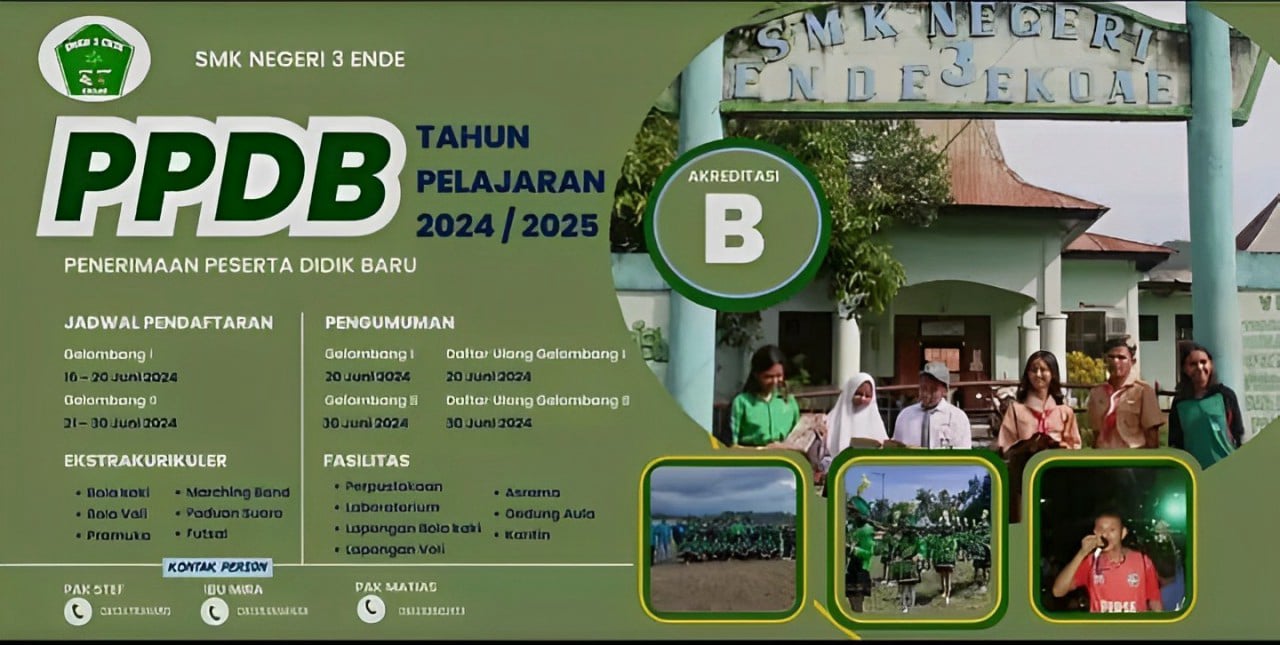 SMK NEGERI 3 ENDE
PPDB
TAHUN
PELAJARAN
2024 / 2025
PENERIMAAN PESERTA DIDIK BARU
SMK NEGERI
3
ENDE EKOAE
AKREDITASI
B
JADWAL PENDAFTARAN
Gelombang I
21 - 30 Juni 2024
PENGUMUMAN
Gelombang I
20 Juni 2024
Gelombang II
30 Juni 2024
Daftar Ulang Gelombang I
20 Juni 2024
Daftar Ulang Gelombang II
30 Juni 2024
EKSTRAKURIKULER
• Bola kaki
• Bola Voli
• Pramuka
• Marching Band
• Paduan Suara
• Futsal
FASILITAS
• Perpustakaan
• Laboratorium
• Lapangan Bola kaki
• Lapangan Voli
• Asrama
• Gedung Aula
• Kantin
KONTAK PERSON
PAK STEF
IBU MIRA
PAK MATIAS